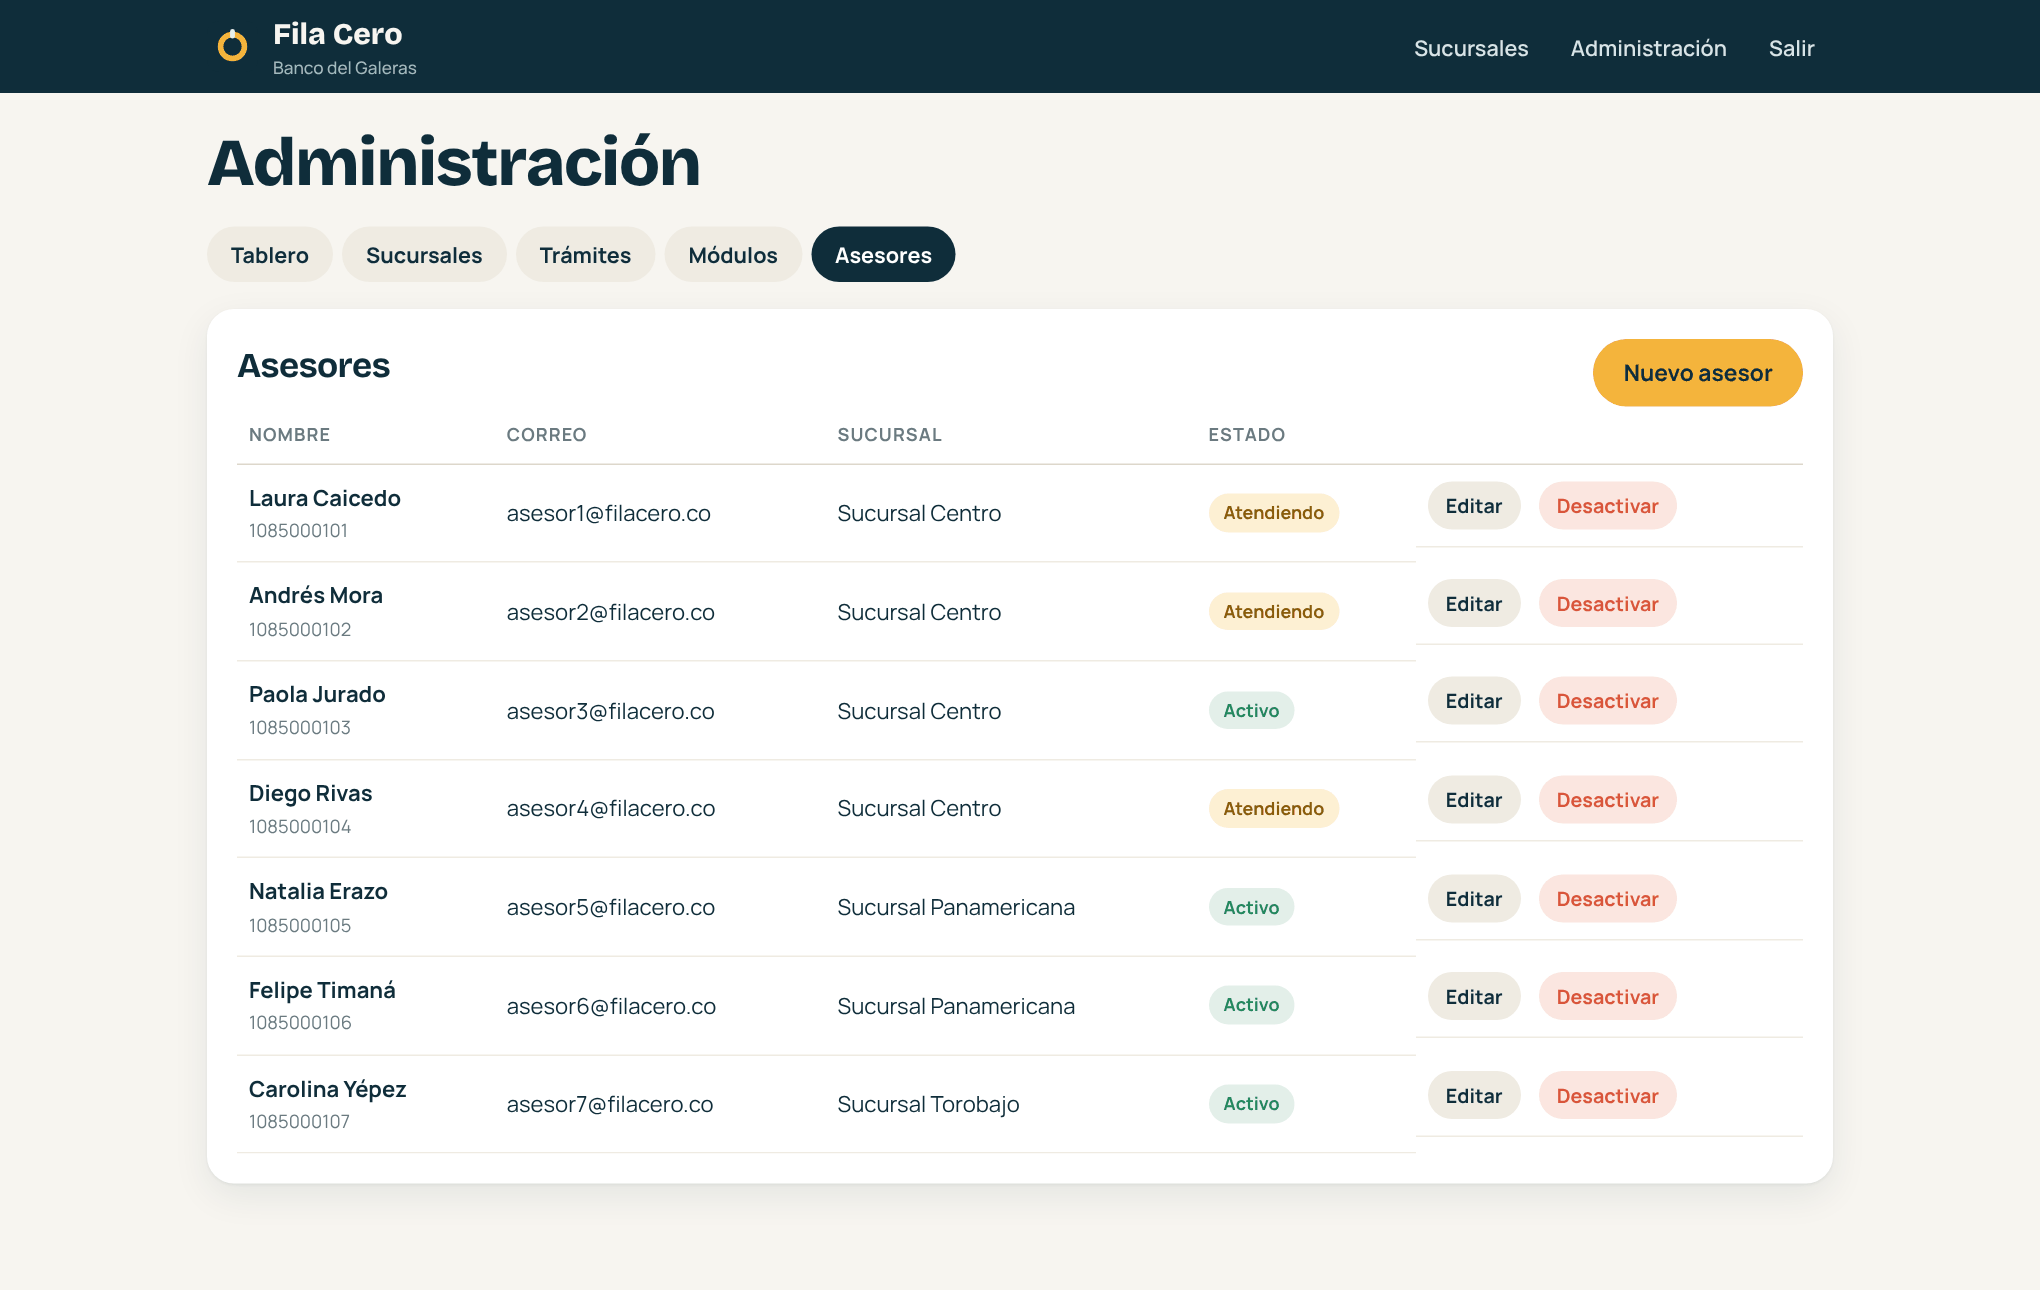 Fila Cero
Banco del Galeras
Sucursales Administración Salir
Administración
Tablero Sucursales Trámites Módulos Asesores
Asesores
Nuevo asesor
NOMBRE CORREO SUCURSAL ESTADO
Laura Caicedo
1085000101
asesor1@filacero.co Sucursal Centro Atendiendo Editar Desactivar
Andrés Mora
1085000102
asesor2@filacero.co Sucursal Centro Atendiendo Editar Desactivar
Paola Jurado
1085000103
asesor3@filacero.co Sucursal Centro Activo Editar Desactivar
Diego Rivas
1085000104
asesor4@filacero.co Sucursal Centro Atendiendo Editar Desactivar
Natalia Erazo
1085000105
asesor5@filacero.co Sucursal Panamericana Activo Editar Desactivar
Felipe Timaná
1085000106
asesor6@filacero.co Sucursal Panamericana Activo Editar Desactivar
Carolina Yépez
1085000107
asesor7@filacero.co Sucursal Torobajo Activo Editar Desactivar